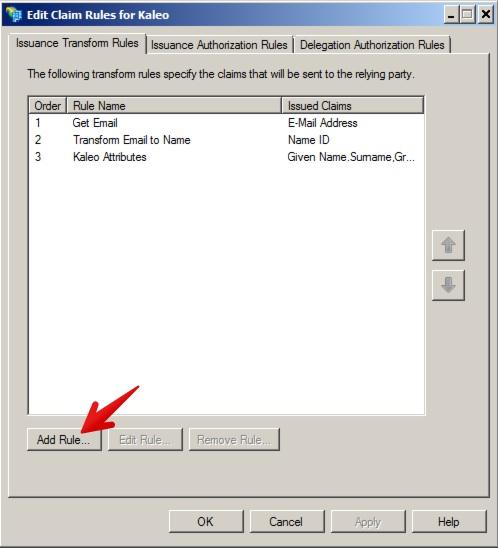 Edit Claim Rules for Kaleo
Issuance Transform Rules Issuance Authorization Rules Delegation Authorization Rules
The following transform rules specify the claims that will be sent to the relying party.
Order Rule Name Issued Claims
1 Get Email E-Mail Address
2 Transform Email to Name Name ID
3 Kaleo Attributes Given Name,Surname,Gr...
Add Rule... Edit Rule... Remove Rule...
OK Cancel Apply Help